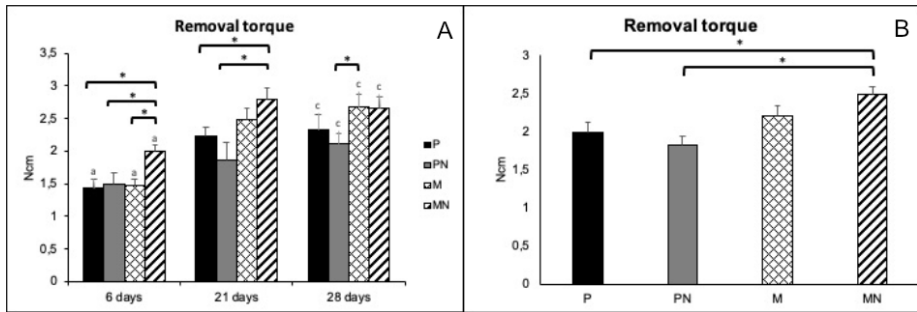 Removal torque
A
3,5
3
2,5
2
1,5
1
0,5
0
Ncm
*
*
*
*
*
*
a
a
a
c
c
c
c
6 days
21 days
28 days
P
PN
M
MN
Removal torque
B
3
2,5
2
1,5
1
0,5
0
Ncm
*
*
P
PN
M
MN